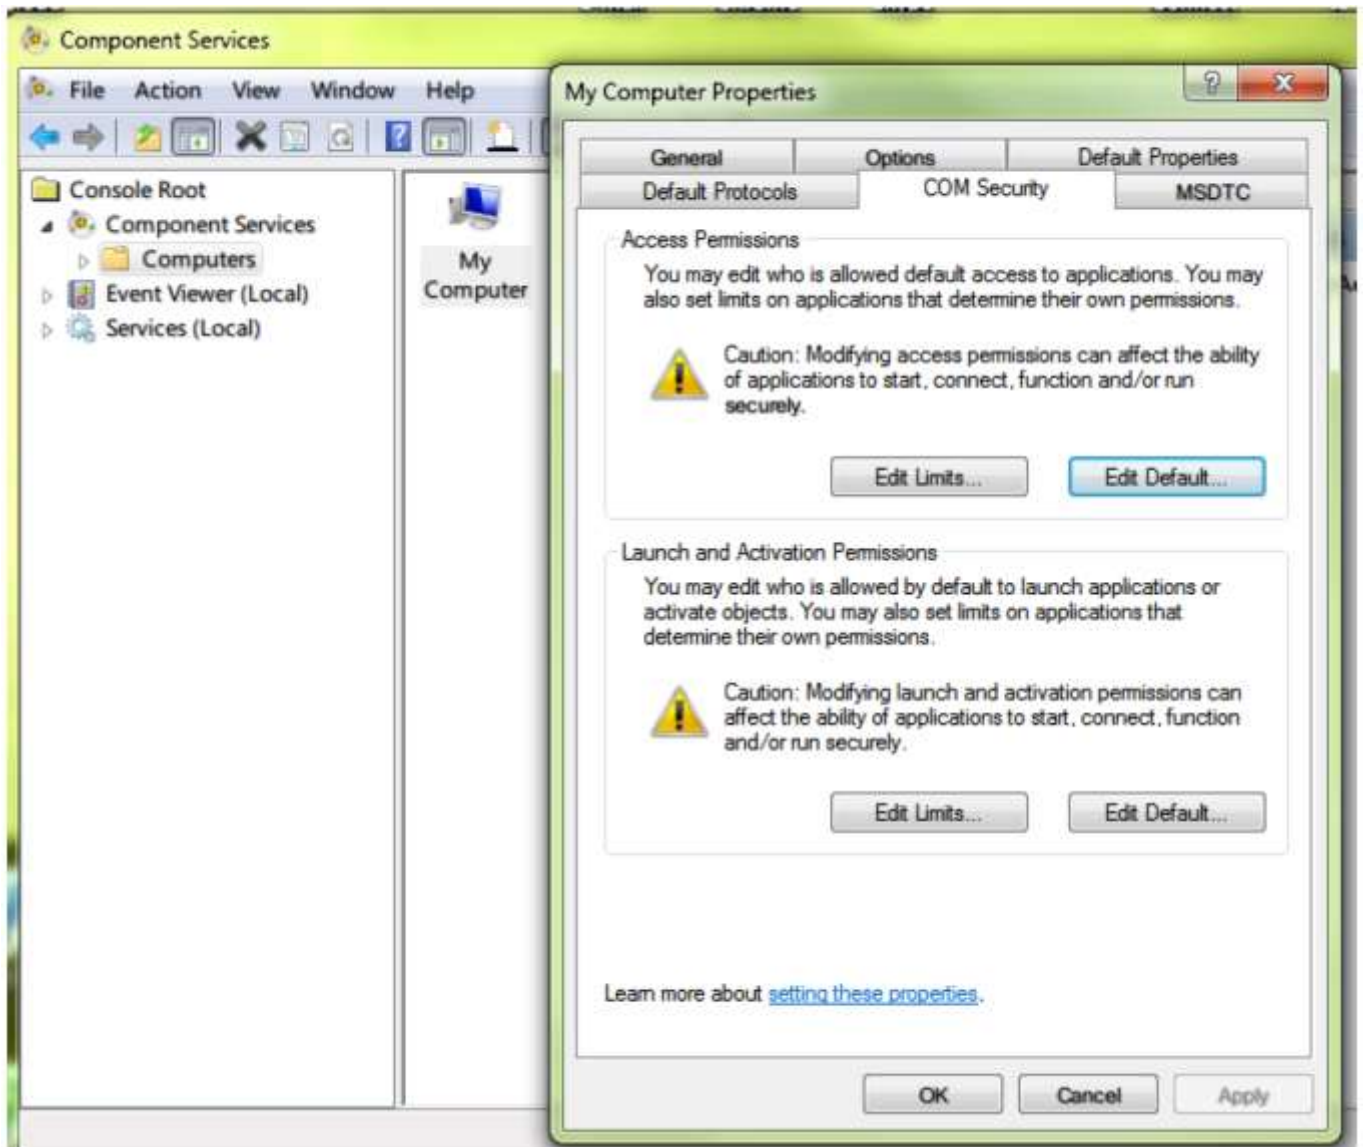 Component Services
File Action View Window Help
Console Root
Component Services
Computers
Event Viewer (Local)
Services (Local)
My
Computer
My Computer Properties
General Options Default Properties
Default Protocols COM Security MSDTC
Access Permissions
You may edit who is allowed default access to applications. You may
also set limits on applications that determine their own permissions.
Caution: Modifying access permissions can affect the ability
of applications to start, connect, function and/or run
securely.
Edit Limits... Edit Default...
Launch and Activation Permissions
You may edit who is allowed by default to launch applications or
activate objects. You may also set limits on applications that
determine their own permissions.
Caution: Modifying launch and activation permissions can
affect the ability of applications to start, connect, function
and/or run securely.
Edit Limits... Edit Default...
Learn more about setting these properties.
OK Cancel Apply